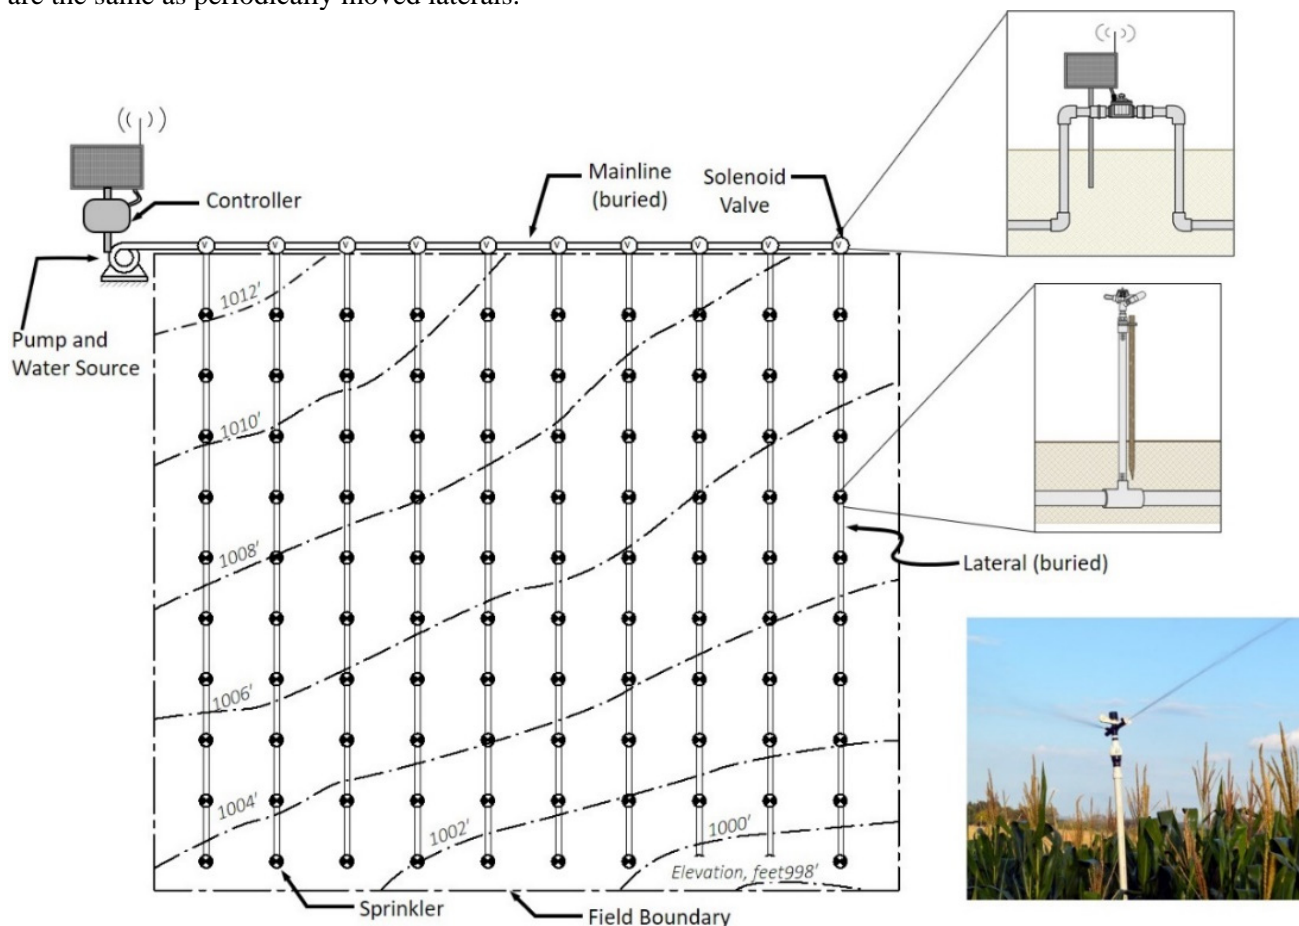 are the same as periodically moved laterals.
Mainline
(buried)
Solenoid
Valve
Controller
V V V V V V V V V V
1012'
Pump and
Water Source
1010'
1008'
Lateral (buried)
1006'
1004'
1002'
1000'
Elevation, feet998'
Sprinkler
Field Boundary